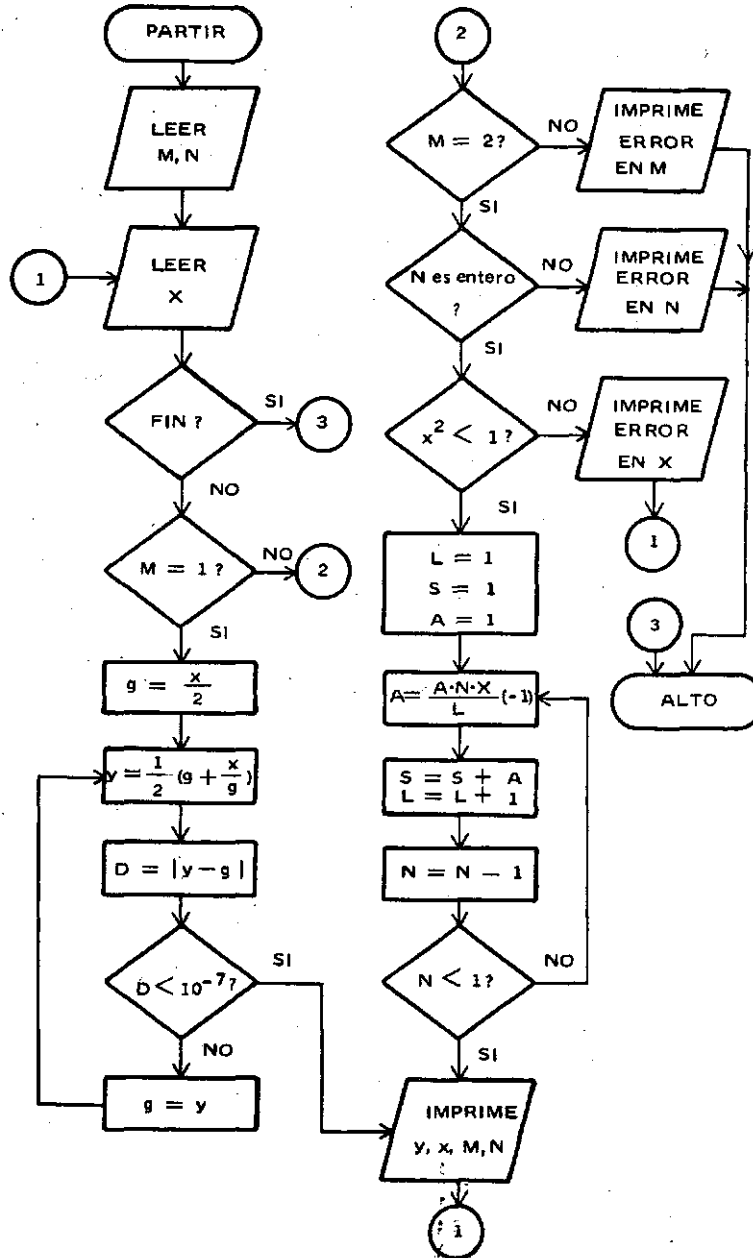 PARTIR
LEER
M, N
1
LEER
X
FIN ?
SI
3
NO
M = 1?
NO
2
SI
g = x/2
y = 1/2 (g + x/g)
D = |y - g|
D < 10⁻⁷?
SI
NO
g = y
2
M = 2?
NO
IMPRIME
ERROR
EN M
SI
N es entero
?
NO
IMPRIME
ERROR
EN N
SI
x² < 1?
NO
IMPRIME
ERROR
EN X
1
SI
L = 1
S = 1
A = 1
3
ALTO
A = A·N·X/L (-1)
S = S + A
L = L + 1
N = N - 1
N < 1?
NO
SI
IMPRIME
y, x, M, N
1